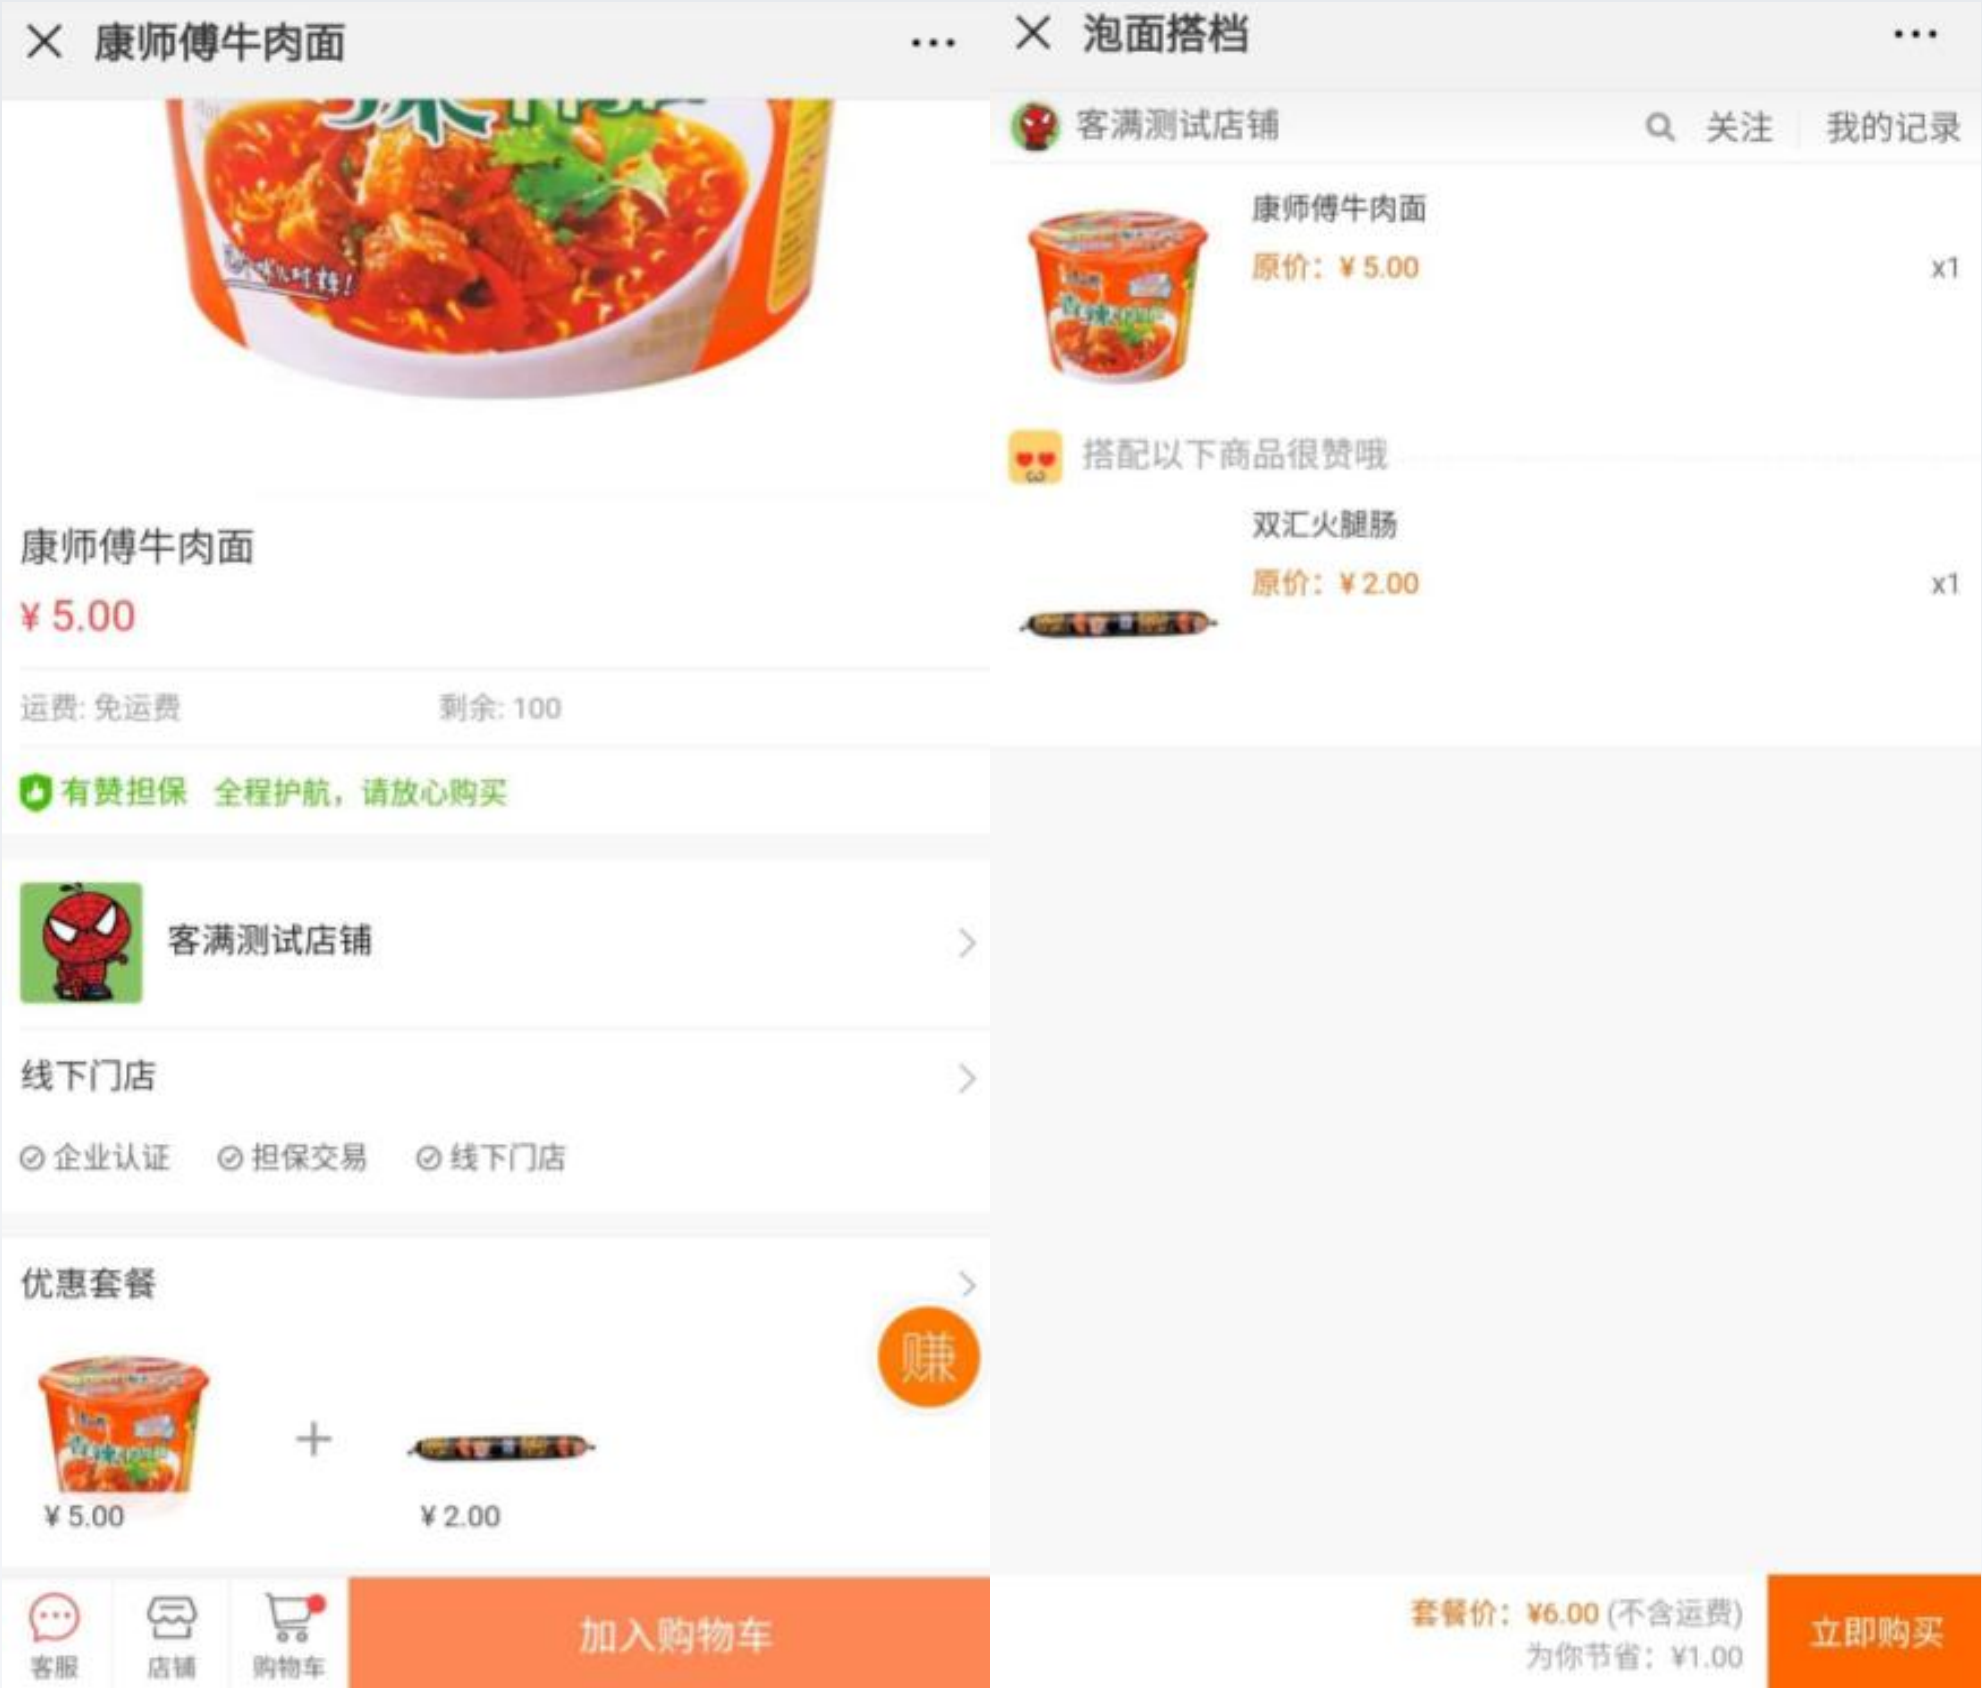 康师傅牛肉面
康师傅牛肉面
¥ 5.00
运费: 免运费
剩余: 100
有赞担保 全程护航，请放心购买
客满测试店铺
线下门店
企业认证 担保交易 线下门店
优惠套餐
赚
+
¥ 5.00
¥ 2.00
客服
店铺
购物车
加入购物车
泡面搭档
客满测试店铺
关注
我的记录
康师傅牛肉面
原价：¥ 5.00
x1
搭配以下商品很赞哦
双汇火腿肠
原价：¥ 2.00
x1
套餐价：¥6.00 (不含运费)
为你节省：¥1.00
立即购买